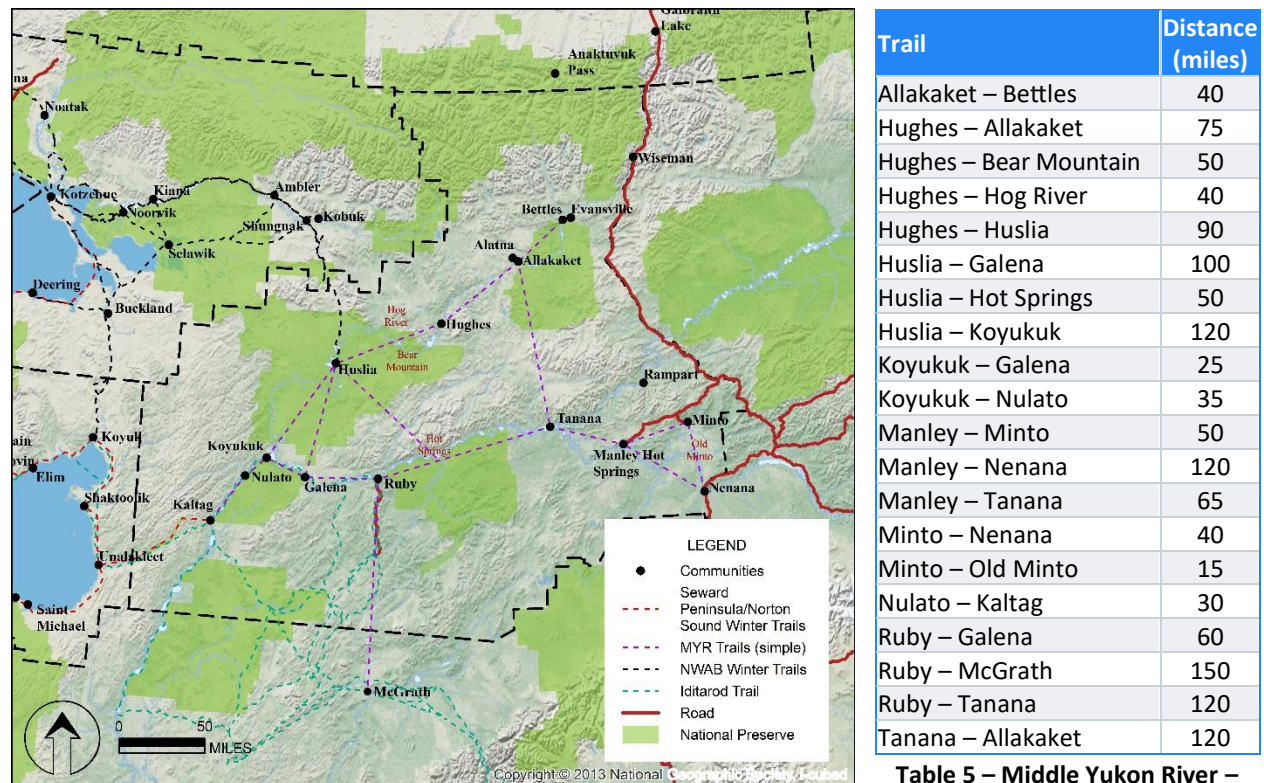 Galbraith
Lake
Anaktuvuk
Pass
na
Noatak
Wiseman
Kotzebue
Kiana
Ambler
Noorvik
Shungnak
Kobuk
Bettles
Evansville
Selawik
Alatna
Allakaket
Deering
Buckland
Hog
River
Hughes
Bear
Mountain
Huslia
Rampart
Tanana
Minto
Koyuk
Koyukuk
Hot
Springs
Old
Minto
Manley Hot
Springs
ain
ovin
Elim
Nulato
Galena
Ruby
Nenana
Shaktoolik
Kaltag
Unalakleet
Saint
Michael
McGrath
LEGEND
Communities
Seward
Peninsula/Norton
Sound Winter Trails
MYR Trails (simple)
NWAB Winter Trails
Iditarod Trail
Road
National Preserve
0 50
MILES
Copyright:© 2013 National Geographic Society, i-cubed
Trail Distance
(miles)
Allakaket – Bettles 40
Hughes – Allakaket 75
Hughes – Bear Mountain 50
Hughes – Hog River 40
Hughes – Huslia 90
Huslia – Galena 100
Huslia – Hot Springs 50
Huslia – Koyukuk 120
Koyukuk – Galena 25
Koyukuk – Nulato 35
Manley – Minto 50
Manley – Nenana 120
Manley – Tanana 65
Minto – Nenana 40
Minto – Old Minto 15
Nulato – Kaltag 30
Ruby – Galena 60
Ruby – McGrath 150
Ruby – Tanana 120
Tanana – Allakaket 120
Table 5 – Middle Yukon River –